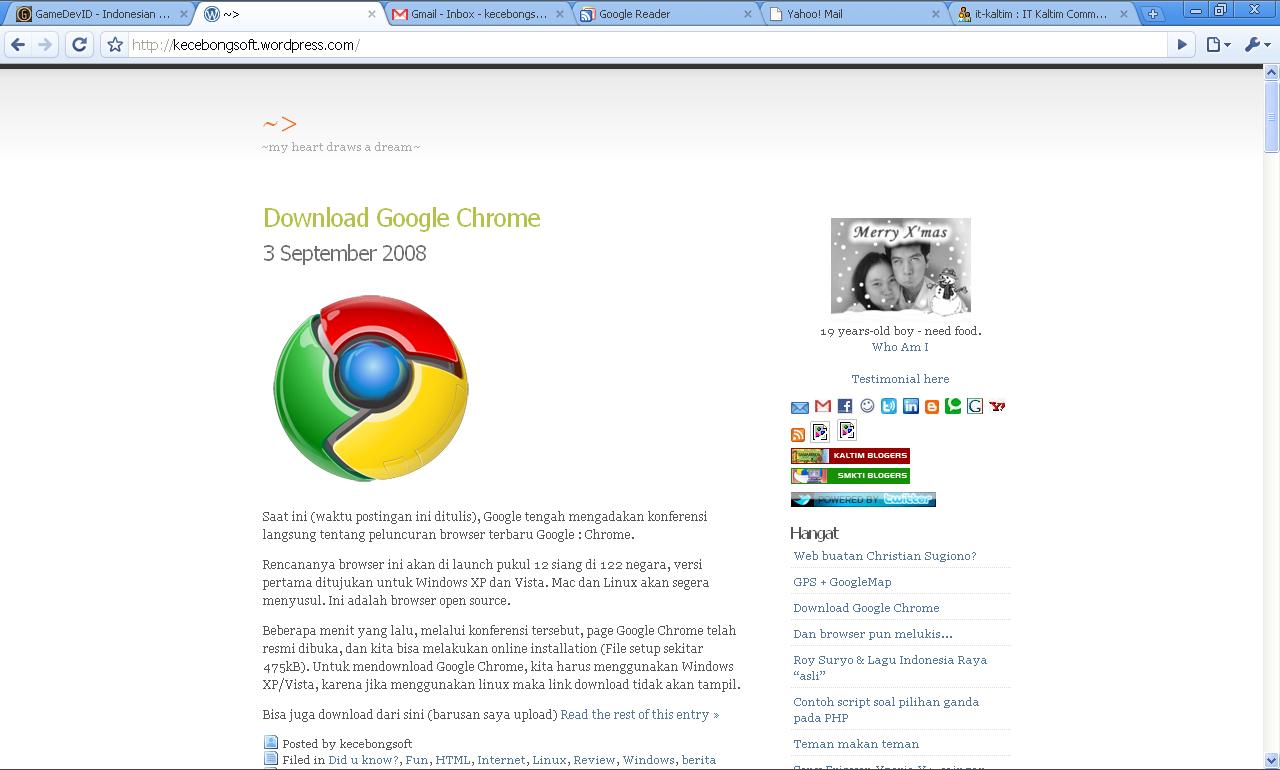 GameDevID - Indonesian ...
~>
Gmail - Inbox - kecebongs...
Google Reader
Yahoo! Mail
it-kaltim : IT Kaltim Comm...
http://kecebongsoft.wordpress.com/
~>
~my heart draws a dream~
Download Google Chrome
3 September 2008
Saat ini (waktu postingan ini ditulis), Google tengah mengadakan konferensi
langsung tentang peluncuran browser terbaru Google : Chrome.
Rencananya browser ini akan di launch pukul 12 siang di 122 negara, versi
pertama ditujukan untuk Windows XP dan Vista. Mac dan Linux akan segera
menyusul. Ini adalah browser open source.
Beberapa menit yang lalu, melalui konferensi tersebut, page Google Chrome telah
resmi dibuka, dan kita bisa melakukan online installation (File setup sekitar
475kB). Untuk mendownload Google Chrome, kita harus menggunakan Windows
XP/Vista, karena jika menggunakan linux maka link download tidak akan tampil.
Bisa juga download dari sini (barusan saya upload) Read the rest of this entry »
Posted by kecebongsoft
Filed in Did u know?, Fun, HTML, Internet, Linux, Review, Windows, berita
Merry X'mas
19 years-old boy - need food.
Who Am I
Testimonial here
KALTIM BLOGERS
SMKTI BLOGERS
POWERED BY twitter
Hangat
Web buatan Christian Sugiono?
GPS + GoogleMap
Download Google Chrome
Dan browser pun melukis...
Roy Suryo & Lagu Indonesia Raya
“asli”
Contoh script soal pilihan ganda
pada PHP
Teman makan teman